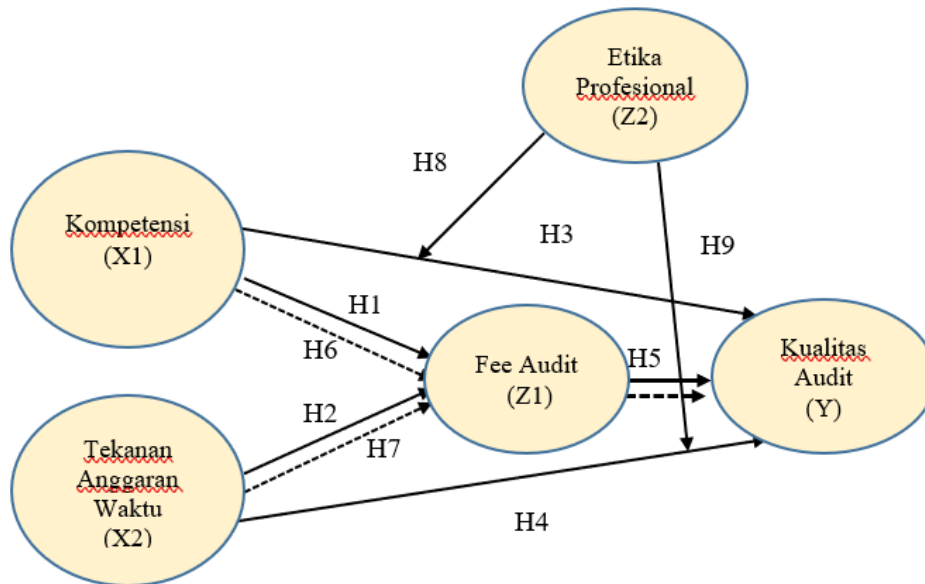 Etika
Profesional
(Z2)
H8
Kompetensi
(X1)
H3
H9
H1
H6
Fee Audit
(Z1)
H5
Kualitas
Audit
(Y)
H2
H7
Tekanan
Anggaran
Waktu
(X2)
H4